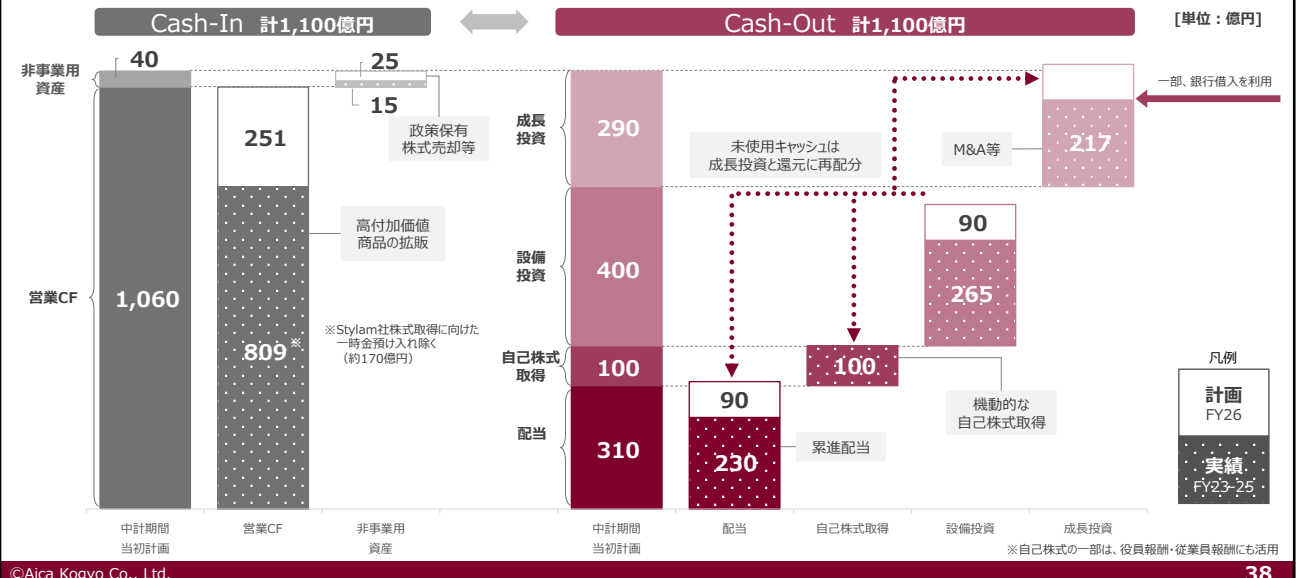 Cash-In 計1,100億円
Cash-Out 計1,100億円
[単位：億円]
非事業用
資産
40
25
15
政策保有
株式売却等
251
高付加価値
商品の拡販
営業CF
1,060
809※
※Stylam社株式取得に向けた
一時金預け入れ除く
（約170億円）
中計期間
当初計画
営業CF
非事業用
資産
成長
投資
290
設備
投資
400
自己株式
取得
100
配当
310
未使用キャッシュは
成長投資と還元に再配分
M&A等
217
一部、銀行借入を利用
90
265
100
機動的な
自己株式取得
90
230
累進配当
中計期間
当初計画
配当
自己株式取得
設備投資
成長投資
凡例
計画
FY26
実績
FY23-25
※自己株式の一部は、役員報酬・従業員報酬にも活用
©Aica Kogyo Co., Ltd.
38